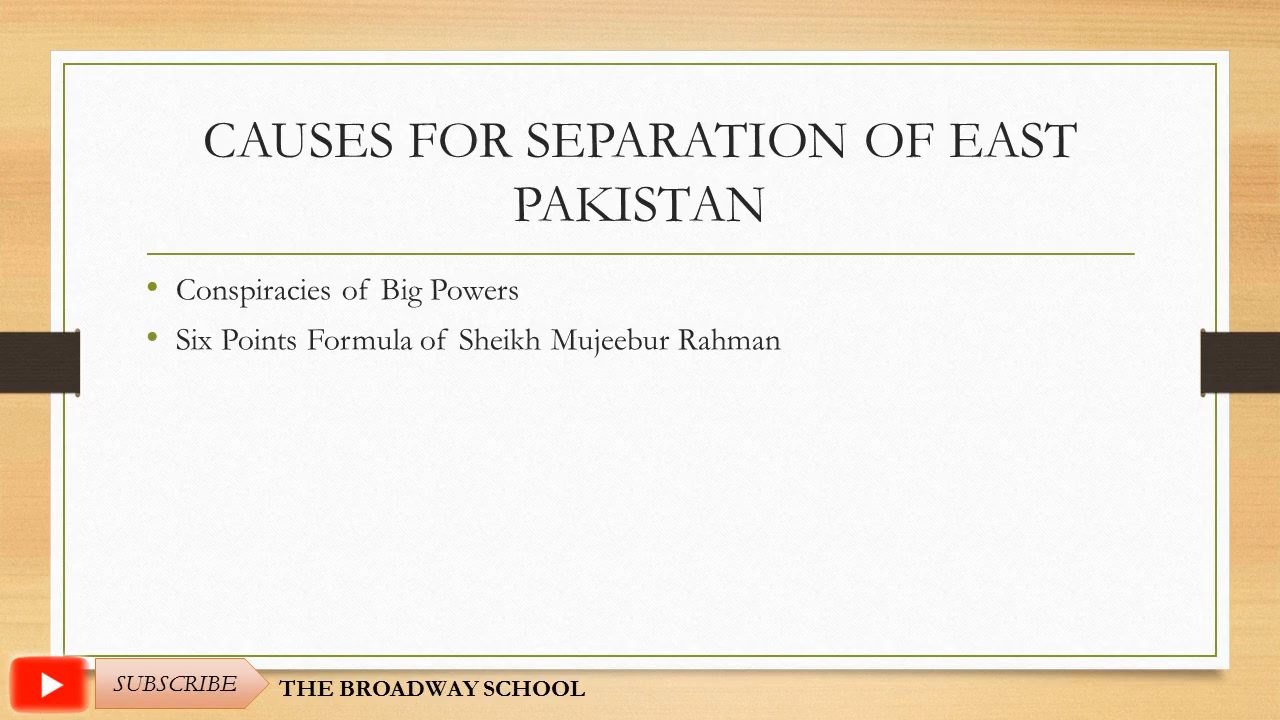 CAUSES FOR SEPARATION OF EAST
PAKISTAN
• Conspiracies of Big Powers
• Six Points Formula of Sheikh Mujeebur Rahman
SUBSCRIBE
THE BROADWAY SCHOOL